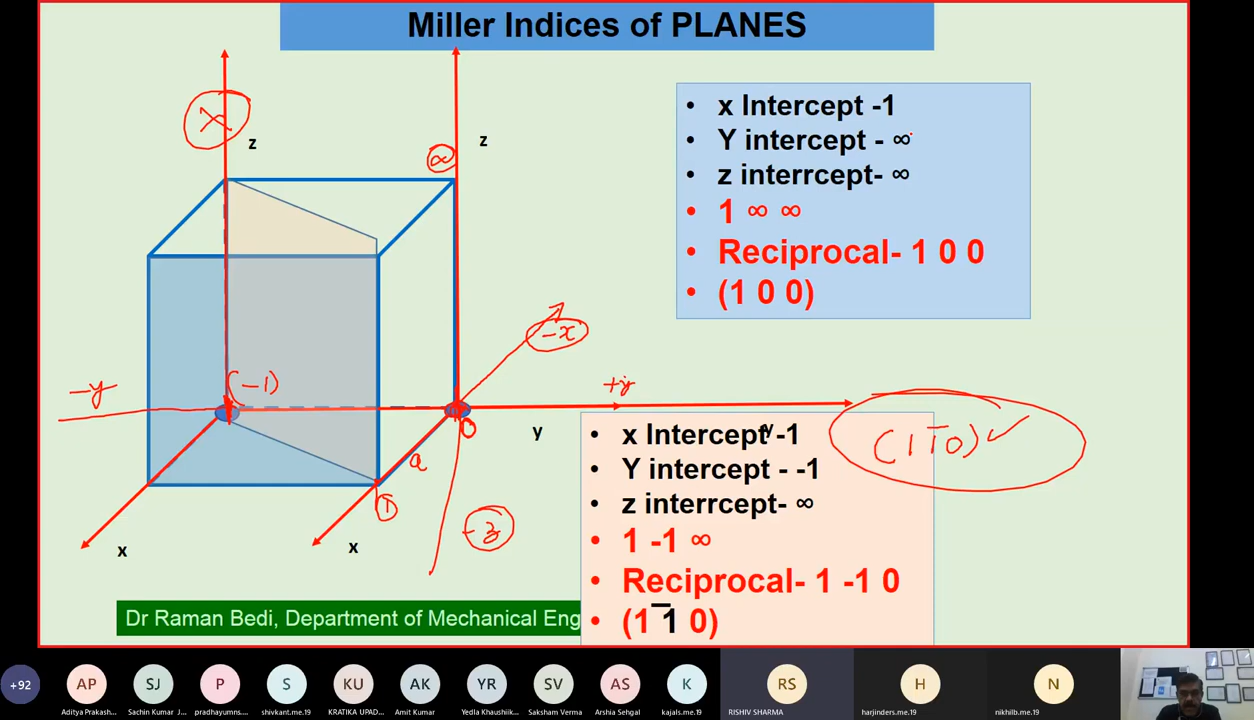 Miller Indices of PLANES
z
z
∞
• x Intercept -1
• Y intercept - ∞
• z interrcept- ∞
• 1 ∞ ∞
• Reciprocal- 1 0 0
• (1 0 0)
-x
-y
(-1)
+y
y
y
0
a
1
-z
x
x
• x Intercept -1
• Y intercept - -1
• z interrcept- ∞
• 1 -1 ∞
• Reciprocal- 1 -1 0
• (1 1̅ 0)
(1 1̅ 0) ✓
Dr Raman Bedi, Department of Mechanical Eng
+92
AP
SJ
P
S
KU
AK
YR
SV
AS
K
RS
H
N
Aditya Prakash...
Sachin Kumar J...
pradhayumns....
shivkant.me.19
KRATIKA UPAD...
Amit Kumar
Yedla Khaushiik...
Saksham Verma
Arshia Sehgal
kajals.me.19
RISHIV SHARMA
harjinders.me.19
nikhilb.me.19